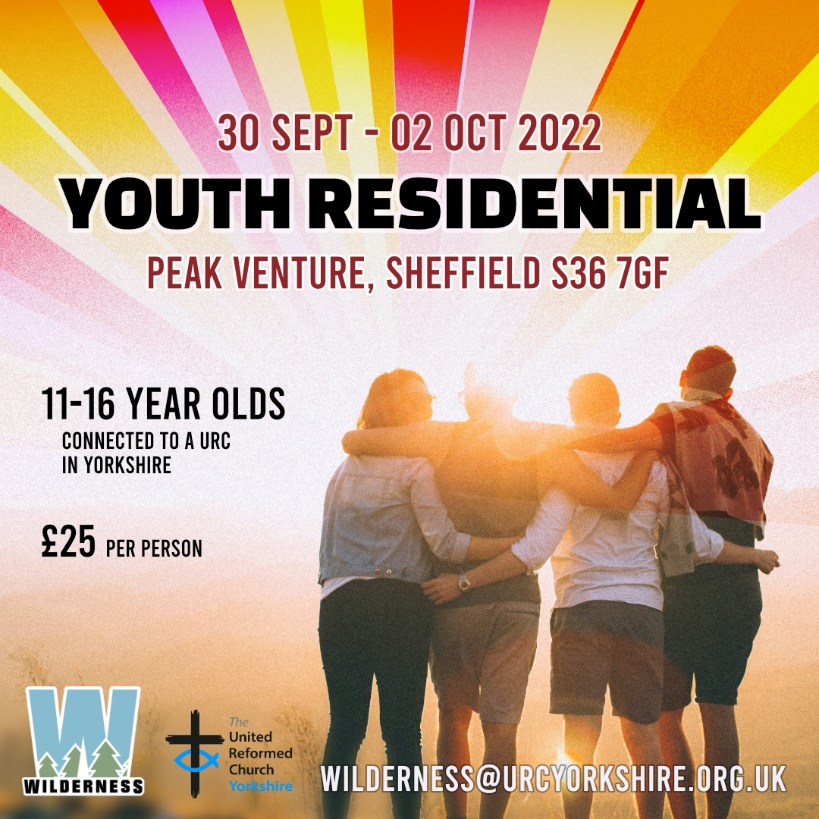 30 SEPT - 02 OCT 2022
YOUTH RESIDENTIAL
PEAK VENTURE, SHEFFIELD S36 7GF
11-16 YEAR OLDS
CONNECTED TO A URC
IN YORKSHIRE
£25 PER PERSON
W
WILDERNESS
The
United
Reformed
Church
Yorkshire
WILDERNESS@URCYORKSHIRE.ORG.UK